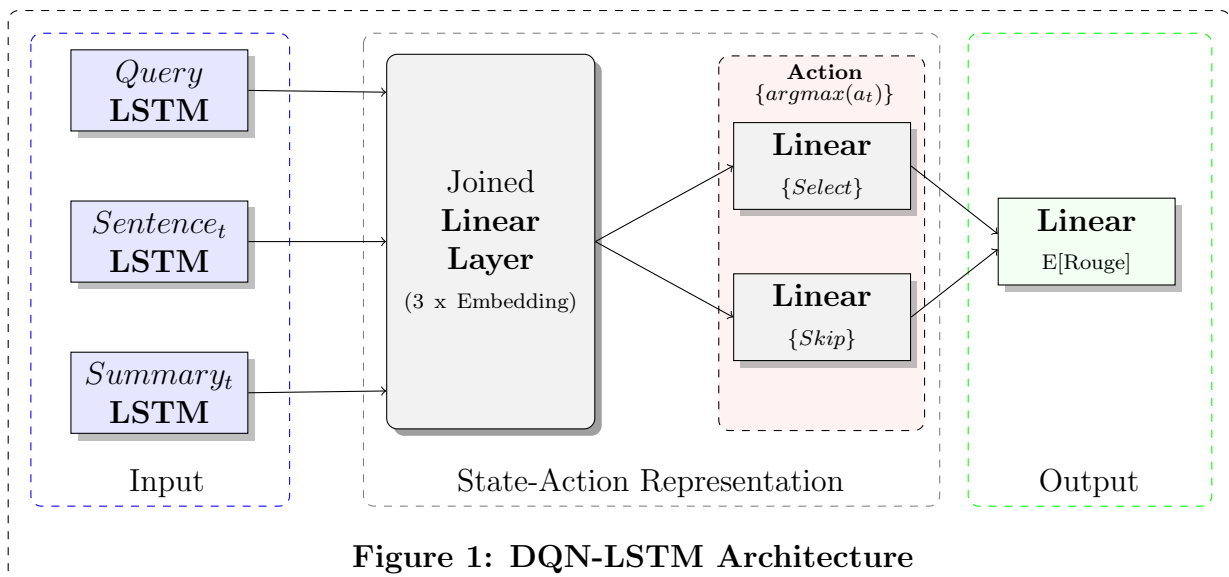 Query
LSTM
Sentence_t
LSTM
Summary_t
LSTM
Input
Joined
Linear
Layer
(3 x Embedding)
Action
{argmax(a_t)}
Linear
{Select}
Linear
{Skip}
State-Action Representation
Linear
E[Rouge]
Output
Figure 1: DQN-LSTM Architecture